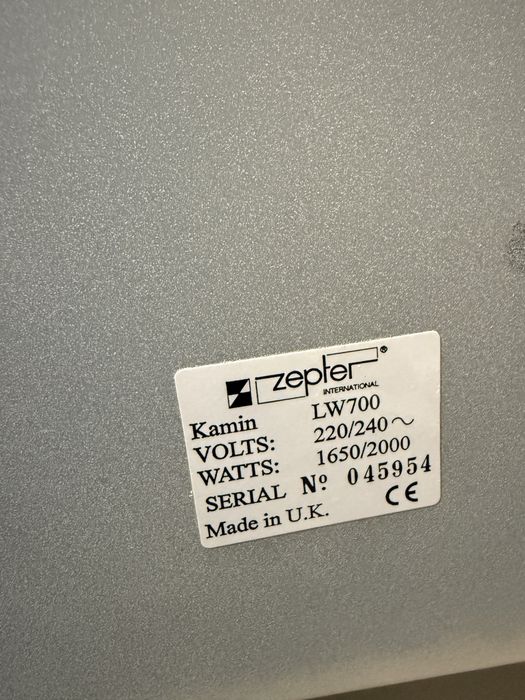 zepter®
INTERNATIONAL
Kamin LW700
VOLTS: 220/240~
WATTS: 1650/2000
SERIAL Nº 045954
Made in U.K. CE